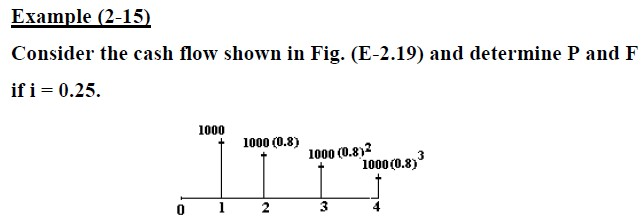 Example (2-15)
Consider the cash flow shown in Fig. (E-2.19) and determine P and F
if i = 0.25.
1000
1000 (0.8)
1000 (0.8)²
1000(0.8)³
0 1 2 3 4